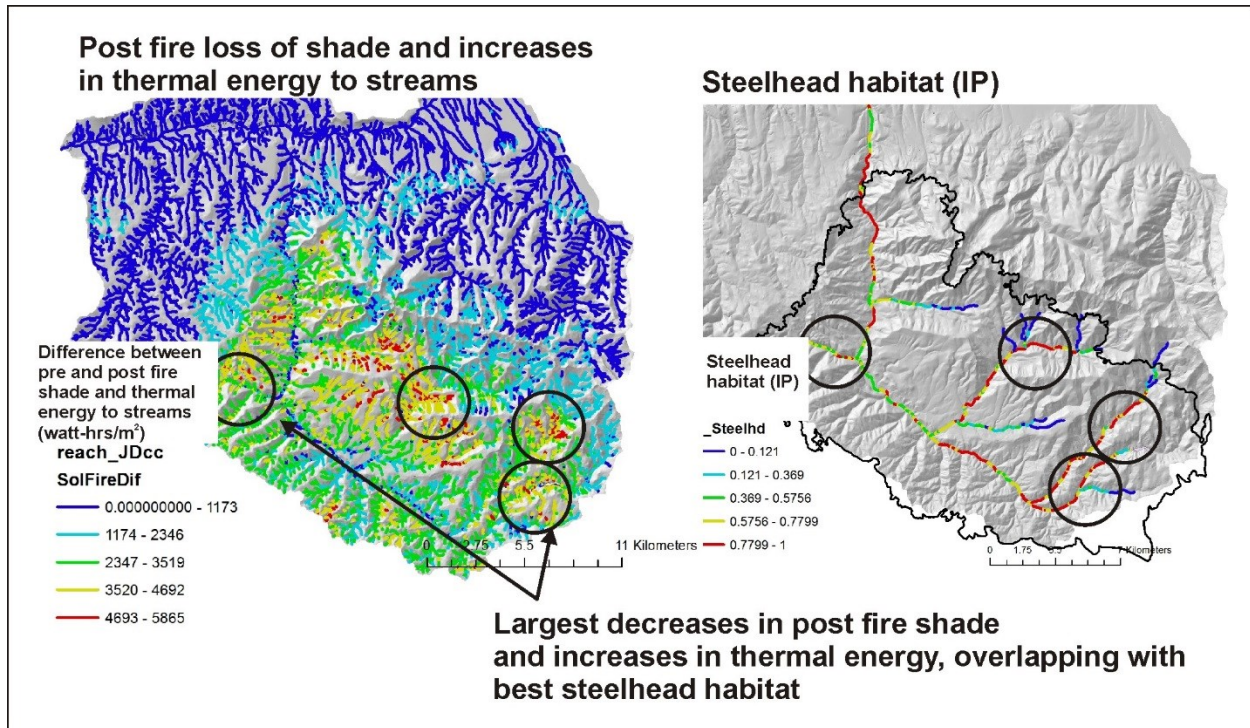 Post fire loss of shade and increases
in thermal energy to streams
Difference between
pre and post fire
shade and thermal
energy to streams
(watt-hrs/m²)
reach_JDcc
SolFireDif
0.000000000 - 1173
1174 - 2346
2347 - 3519
3520 - 4692
4693 - 5865
0 2.75 5.5 11 Kilometers
Steelhead habitat (IP)
Steelhead
habitat (IP)
_Steelhd
0 - 0.121
0.121 - 0.369
0.369 - 0.5756
0.5756 - 0.7799
0.7799 - 1
0 1.75 7 Kilometers
Largest decreases in post fire shade
and increases in thermal energy, overlapping with
best steelhead habitat